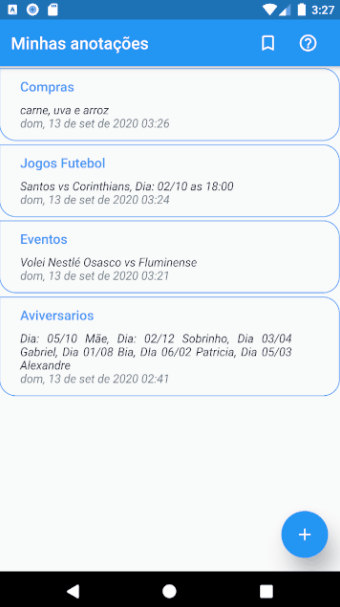 3:27
Minhas anotações
Compras
carne, uva e arroz
dom, 13 de set de 2020 03:26
Jogos Futebol
Santos vs Corinthians, Dia: 02/10 as 18:00
dom, 13 de set de 2020 03:24
Eventos
Volei Nestlé Osasco vs Fluminense
dom, 13 de set de 2020 03:21
Aviversarios
Dia: 05/10 Mãe, Dia: 02/12 Sobrinho, Dia 03/04
Gabriel, Dia 01/08 Bia, DIa 06/02 Patricia, Dia 05/03
Alexandre
dom, 13 de set de 2020 02:41